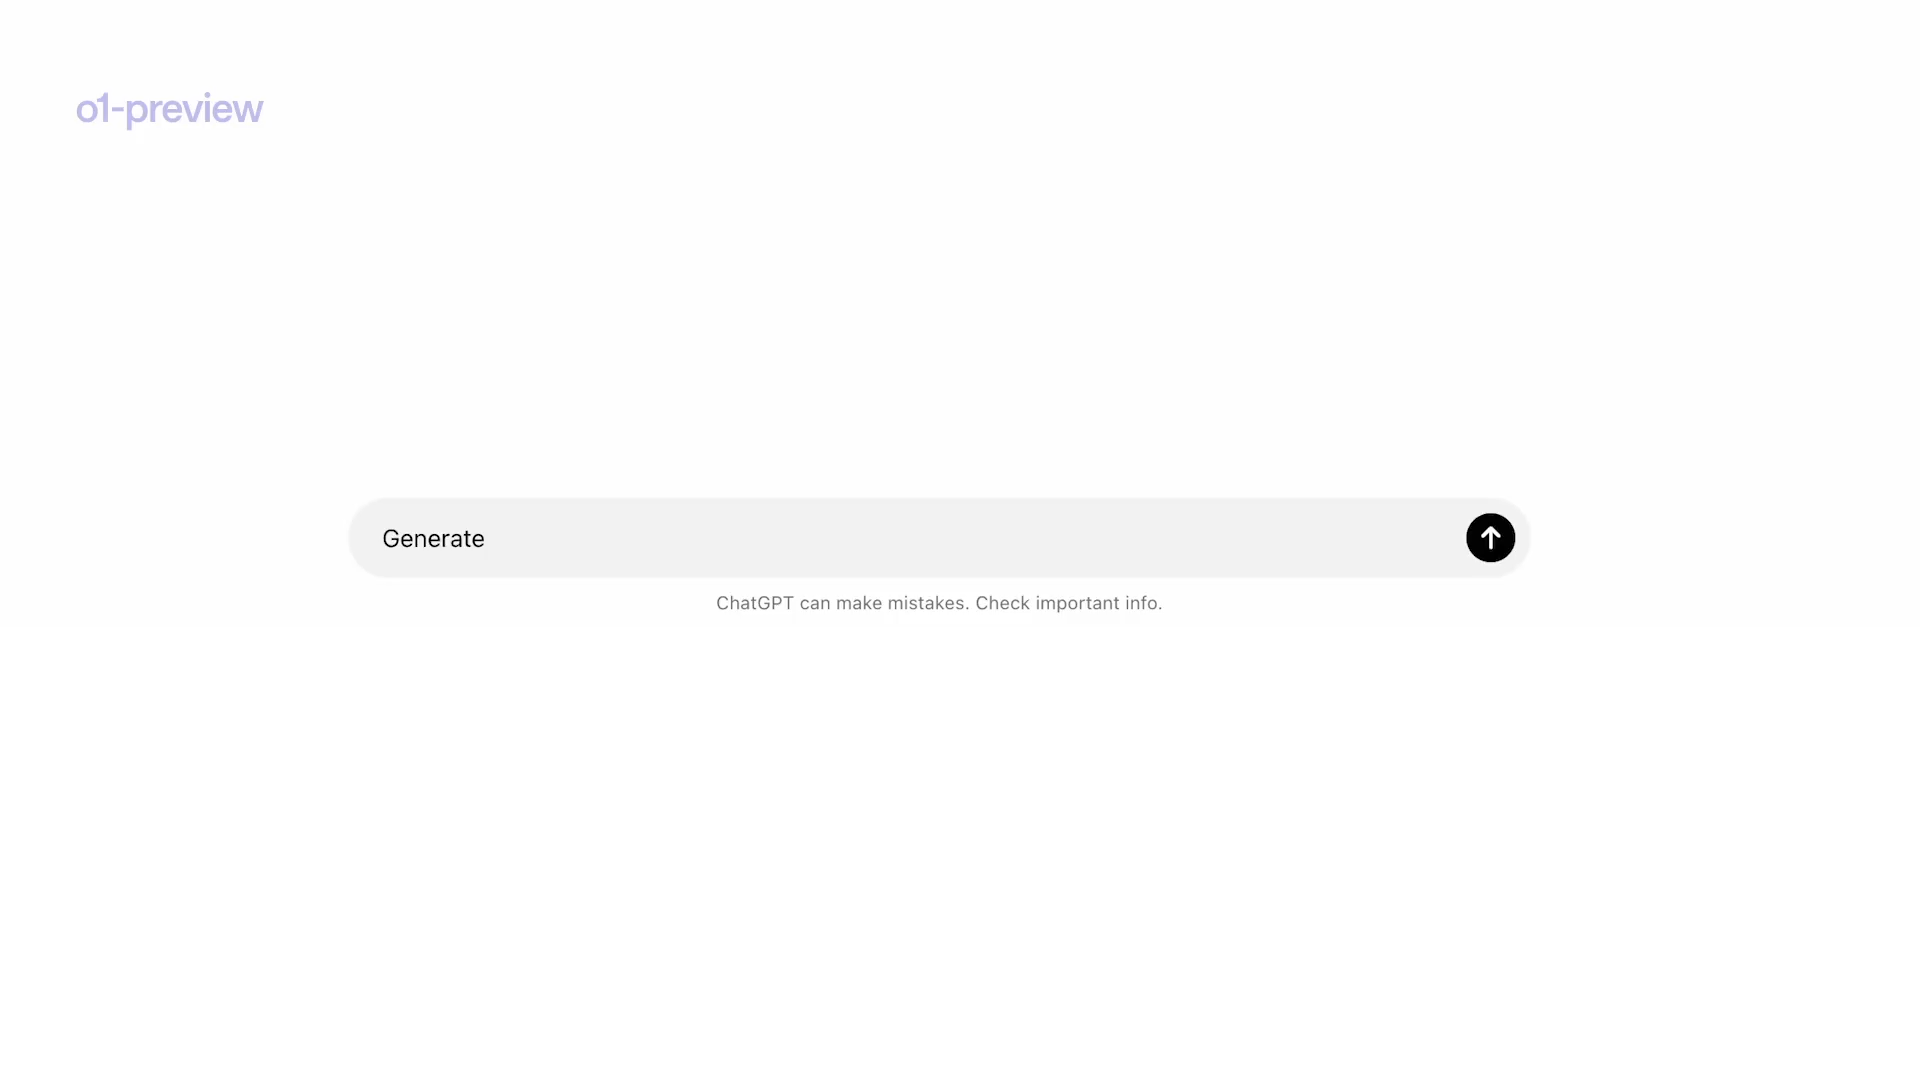 o1-preview
Generate
ChatGPT can make mistakes. Check important info.